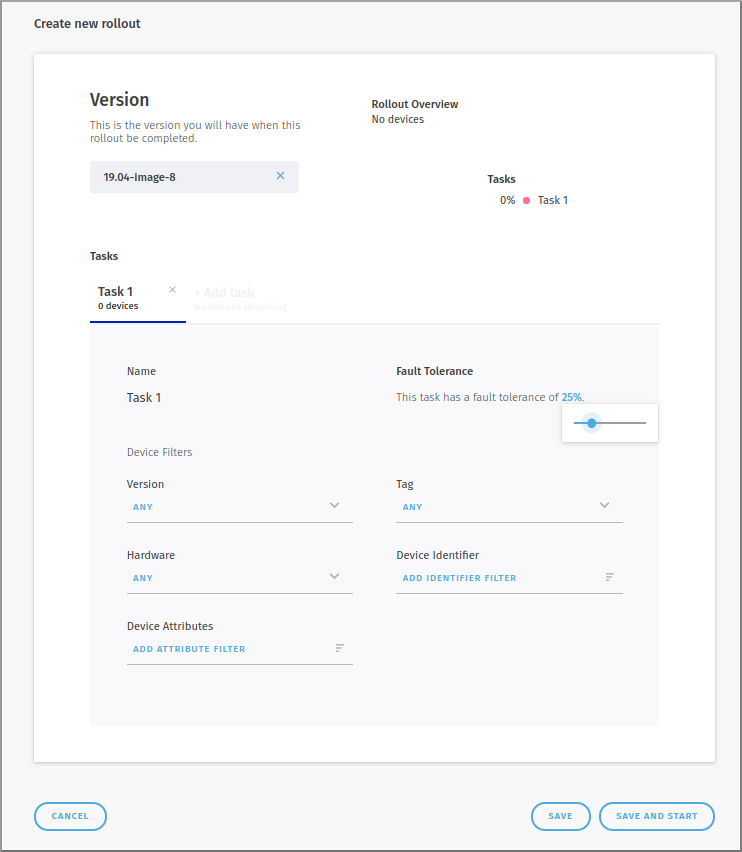 Create new rollout
Version
This is the version you will have when this
rollout be completed.
19.04-image-8
Rollout Overview
No devices
Tasks
0% Task 1
Tasks
Task 1
0 devices
+ Add task
No devices remaining
Name
Task 1
Fault Tolerance
This task has a fault tolerance of 25%.
Device Filters
Version
ANY
Tag
ANY
Hardware
ANY
Device Identifier
ADD IDENTIFIER FILTER
Device Attributes
ADD ATTRIBUTE FILTER
CANCEL
SAVE
SAVE AND START